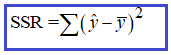 SSR = ∑(ŷ − ȳ)²